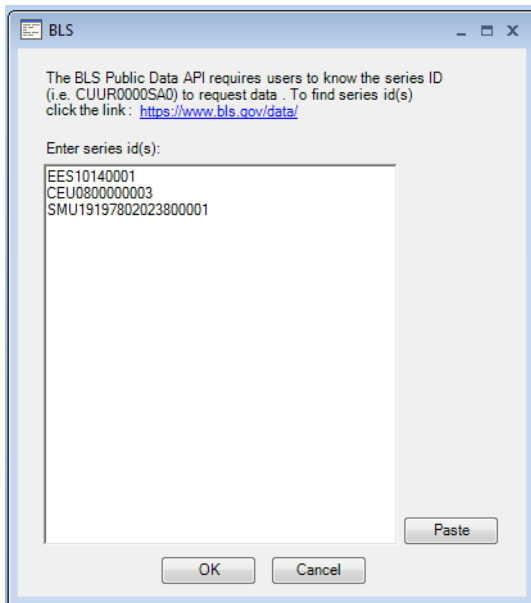 BLS
The BLS Public Data API requires users to know the series ID
(i.e. CUUR0000SA0) to request data . To find series id(s)
click the link : https://www.bls.gov/data/
Enter series id(s):
EES10140001
CEU0800000003
SMU19197802023800001
Paste
OK
Cancel